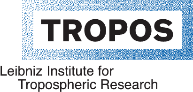 TROPOS
Leibniz Institute for
Tropospheric Research